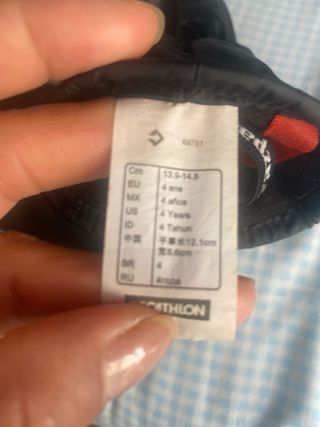 Cm 13.9-14.8
EU 4 ans
MX 4 años
US 4 Years
ID 4 Tahun
中国 手掌长12.1cm
宽5.6cm
BR 4
RU 4года
DECATHLON